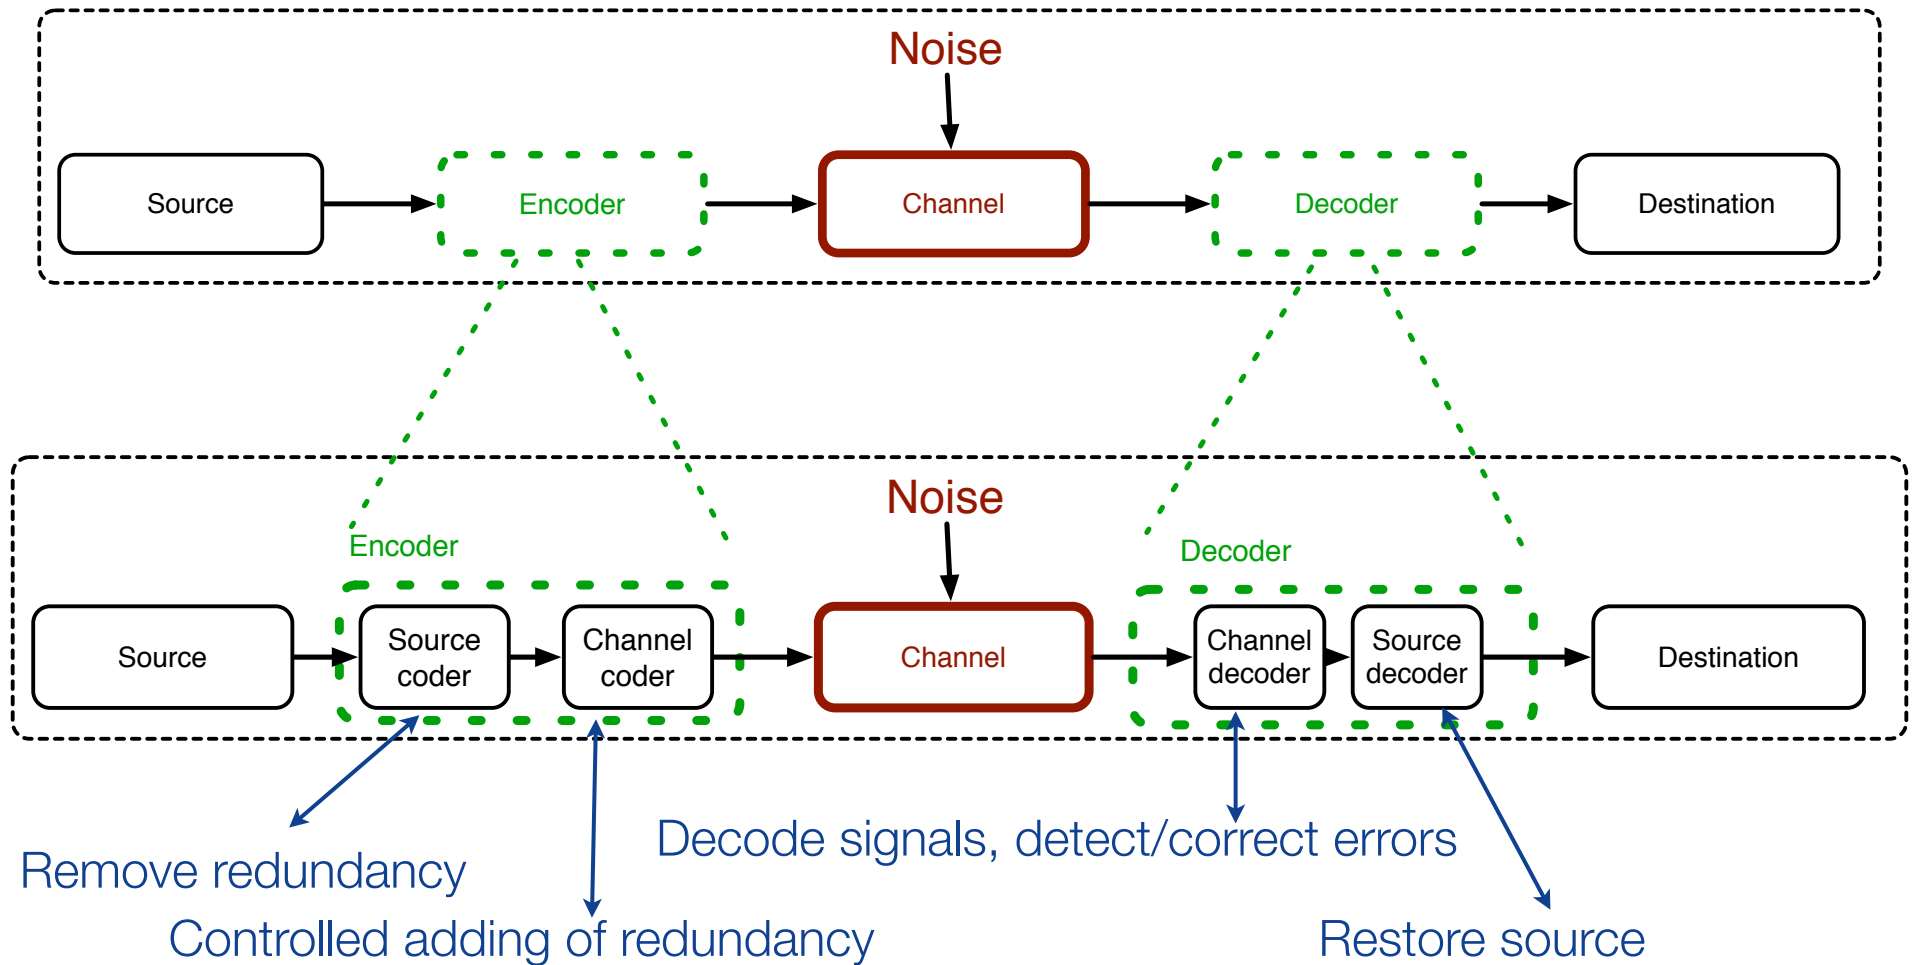 Noise
Source
Encoder
Channel
Decoder
Destination
Noise
Encoder
Decoder
Source
Source
coder
Channel
coder
Channel
Channel
decoder
Source
decoder
Destination
Decode signals, detect/correct errors
Remove redundancy
Controlled adding of redundancy
Restore source